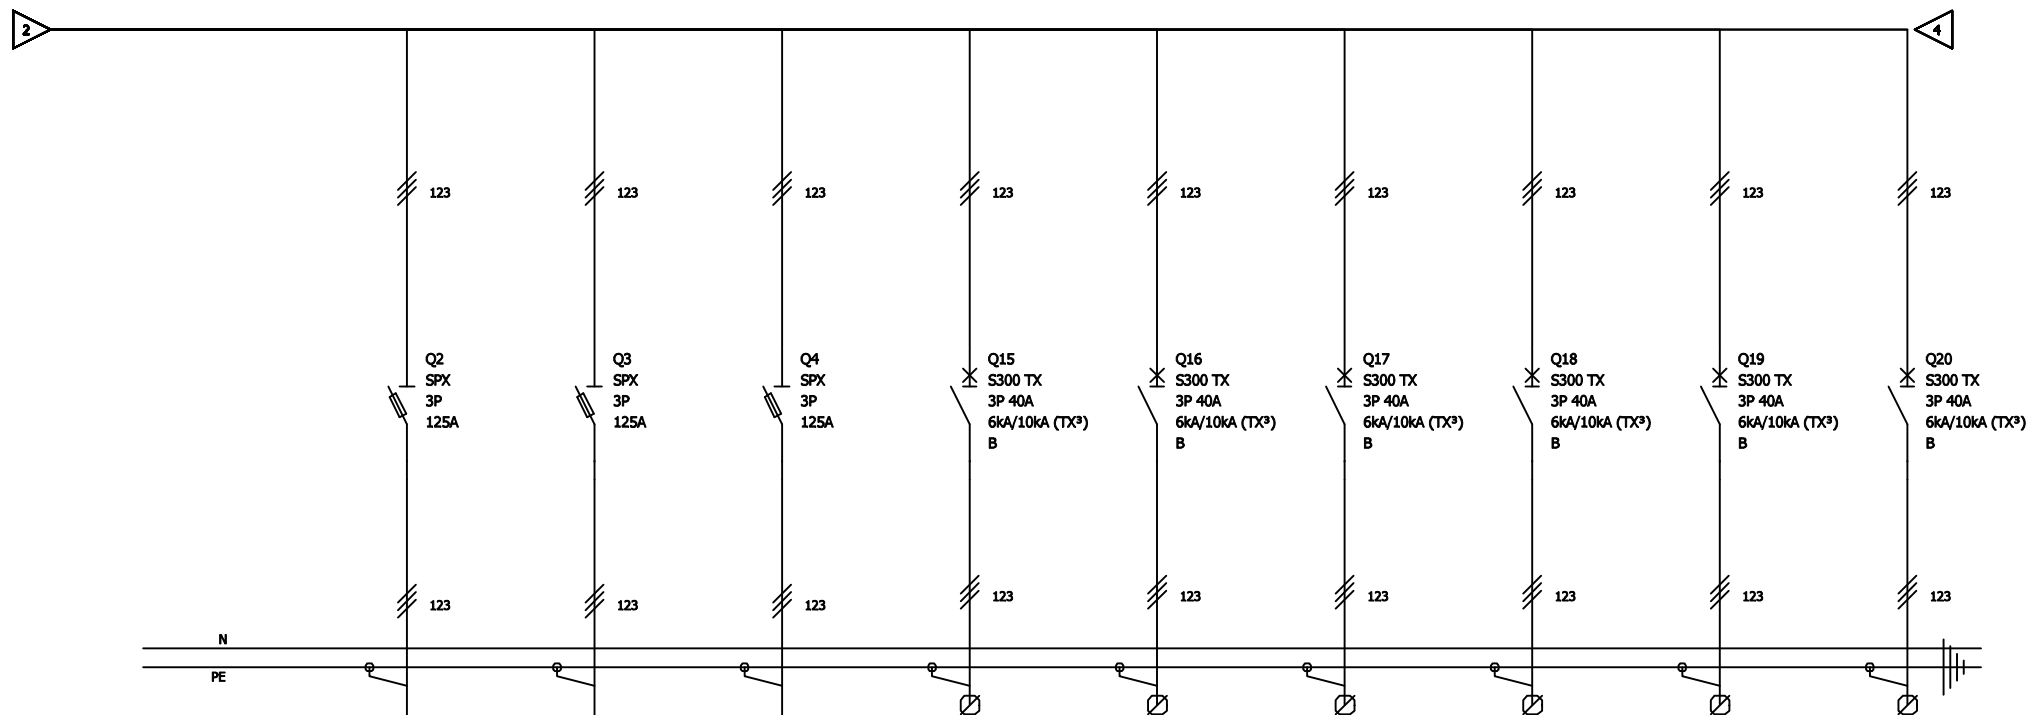 2
4
123
123
123
123
123
123
123
123
123
Q2
SPX
3P
125A
Q3
SPX
3P
125A
Q4
SPX
3P
125A
Q15
S300 TX
3P 40A
6kA/10kA (TX³)
B
Q16
S300 TX
3P 40A
6kA/10kA (TX³)
B
Q17
S300 TX
3P 40A
6kA/10kA (TX³)
B
Q18
S300 TX
3P 40A
6kA/10kA (TX³)
B
Q19
S300 TX
3P 40A
6kA/10kA (TX³)
B
Q20
S300 TX
3P 40A
6kA/10kA (TX³)
B
123
123
123
123
123
123
123
123
123
N
PE